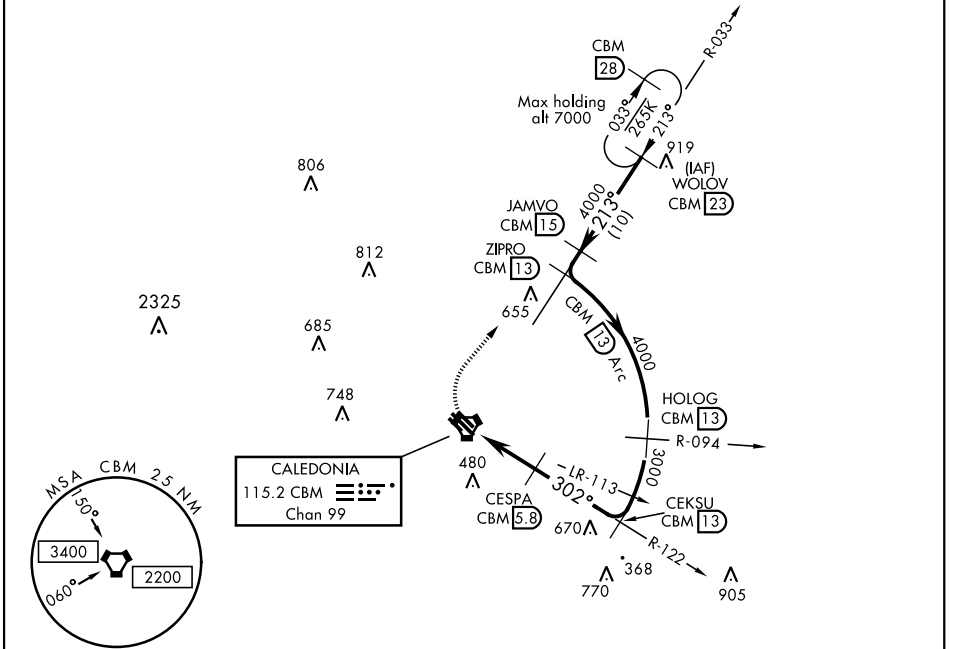 R-033
CBM
28
Max holding
alt 7000
033°
265K
213°
919
(IAF)
WOLOV
CBM 23
806
4000
213°
(10)
JAMVO
CBM 15
ZIPRO
CBM 13
812
655
CBM 13 Arc
4000
2325
685
748
HOLOG
CBM 13
R-094
3000
CALEDONIA
115.2 CBM
Chan 99
480
LR-113
302°
CESPA
CBM 5.8
CEKSU
CBM 13
670
R-122
368
770
905
MSA CBM 25 NM
150°
3400
060°
2200